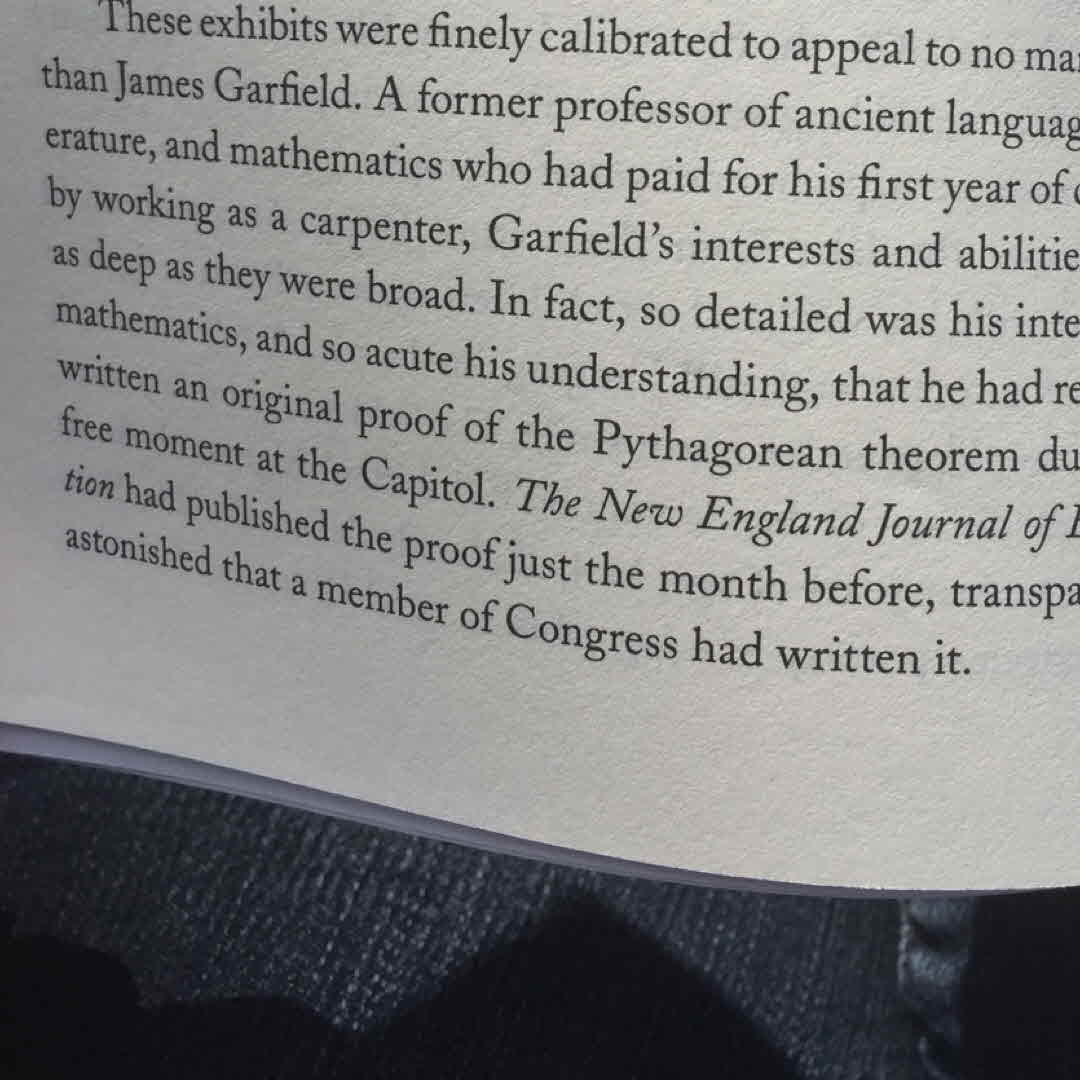 These exhibits were finely calibrated to appeal to no
than James Garfield. A former professor of ancient
erature, and mathematics who had paid for his first year of
by working as a carpenter, Garfield's interests and
as deep as they were broad. In fact, so detailed was his
mathematics, and so acute his understanding, that he had
written an original proof of the Pythagorean theorem
free moment at the Capitol. The New England Journal of
tion had published the proof just the month before,
astonished that a member of Congress had written it.